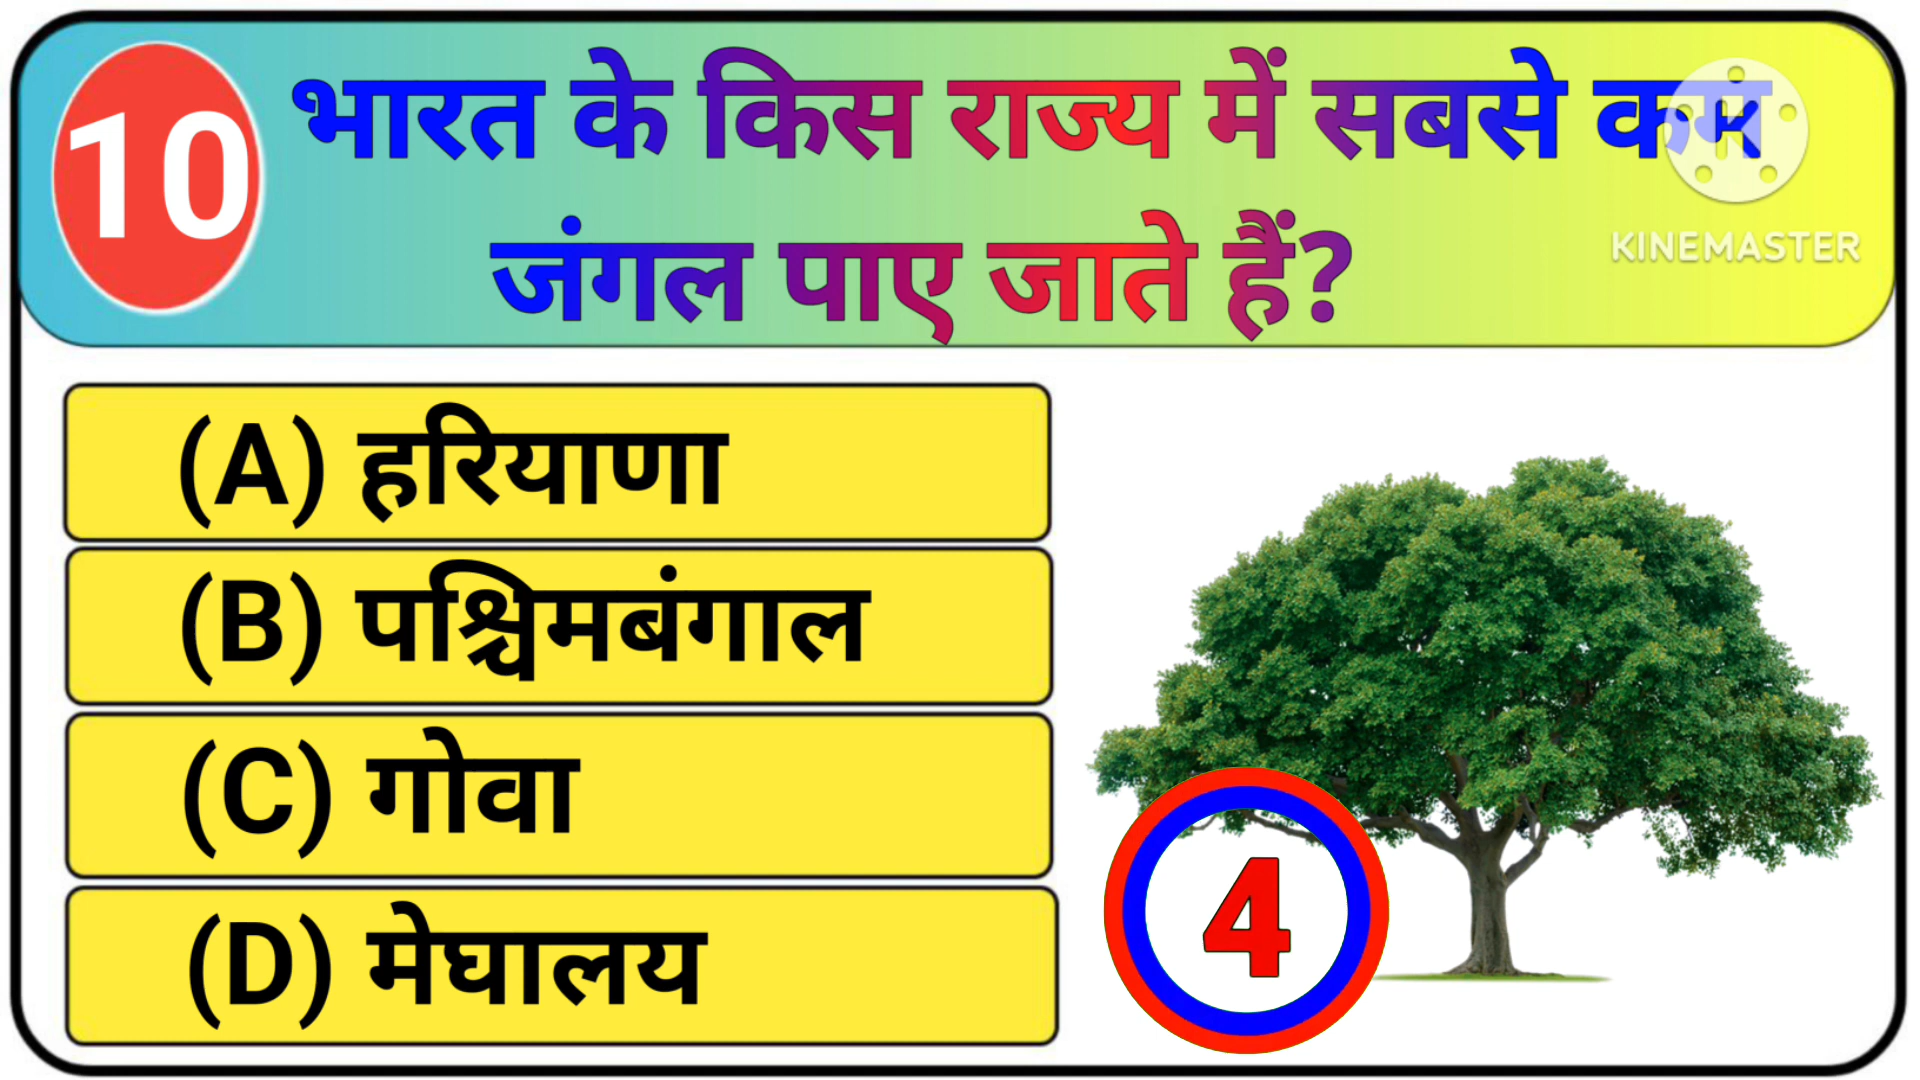 10
भारत के किस राज्य में सबसे कम
जंगल पाए जाते हैं?
KINEMASTER
(A) हरियाणा
(B) पश्चिमबंगाल
(C) गोवा
(D) मेघालय
4